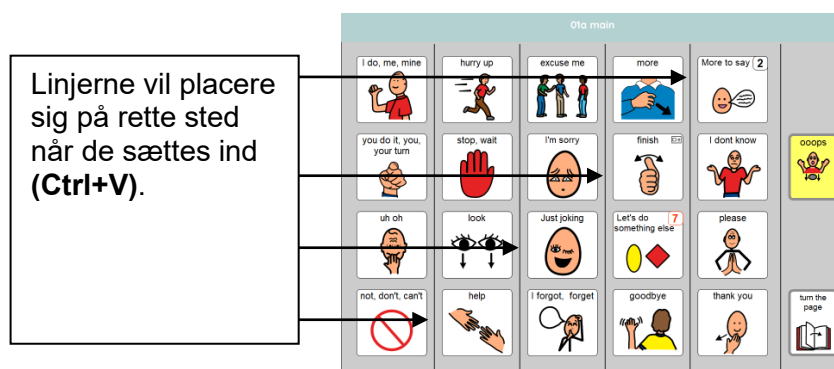 Linjerne vil placere
sig på rette sted
når de sættes ind
(Ctrl+V).
01a main
I do, me, mine
hurry up
excuse me
more
More to say 2
you do it, you,
your turn
stop, wait
I'm sorry
finish
I dont know
ooops
uh oh
look
Just joking
Let's do
something else
7
please
not, don't, can't
help
I forgot, forget
goodbye
thank you
turn the
page